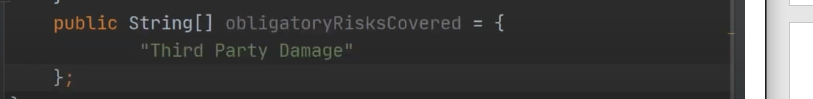 public String[] obligatoryRisksCovered = {
"Third Party Damage"
};